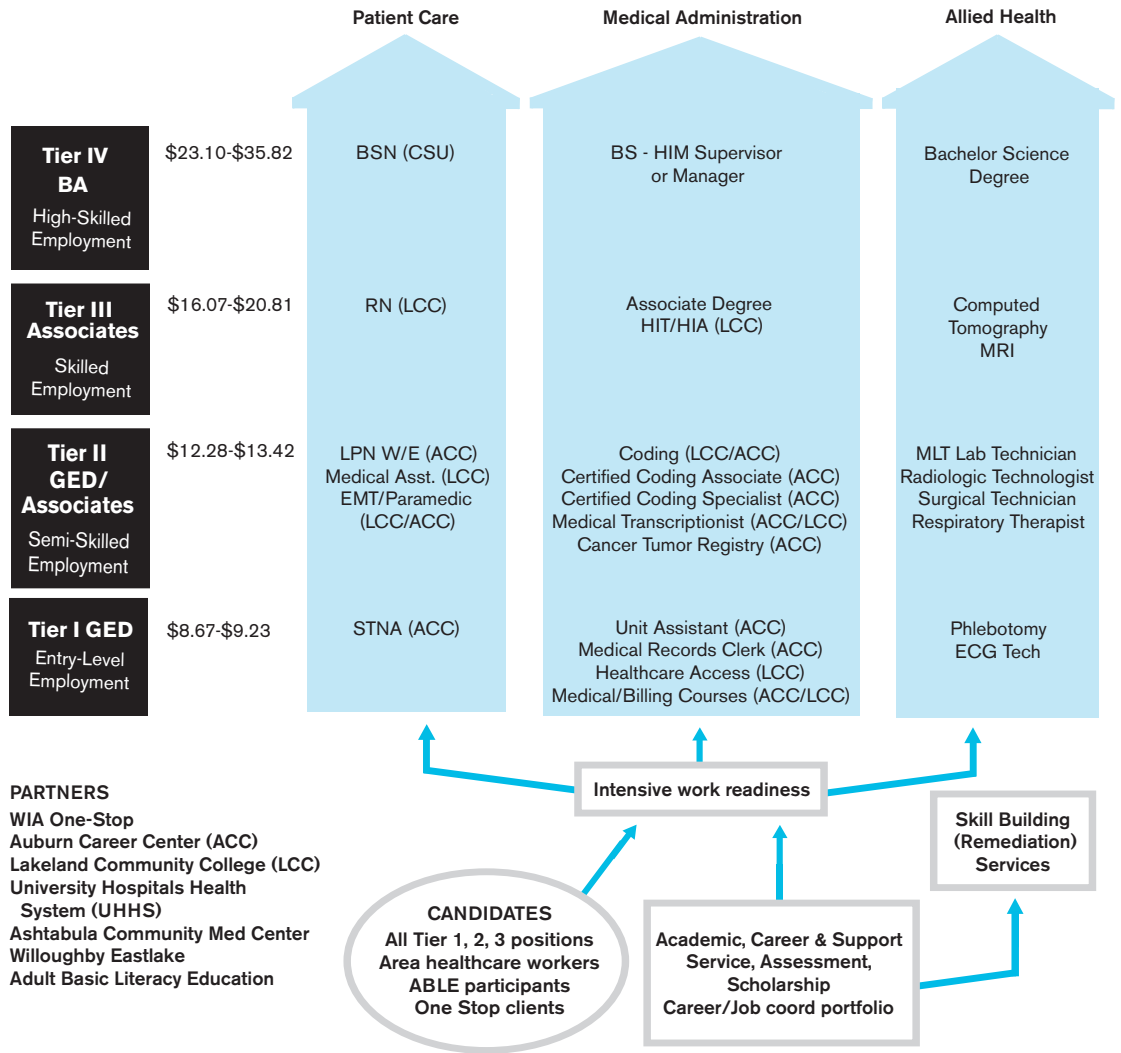 Patient Care
Medical Administration
Allied Health
Tier IV
BA
High-Skilled
Employment
$23.10-$35.82
BSN (CSU)
BS - HIM Supervisor
or Manager
Bachelor Science
Degree
Tier III
Associates
Skilled
Employment
$16.07-$20.81
RN (LCC)
Associate Degree
HIT/HIA (LCC)
Computed
Tomography
MRI
Tier II
GED/
Associates
Semi-Skilled
Employment
$12.28-$13.42
LPN W/E (ACC)
Medical Asst. (LCC)
EMT/Paramedic
(LCC/ACC)
Coding (LCC/ACC)
Certified Coding Associate (ACC)
Certified Coding Specialist (ACC)
Medical Transcriptionist (ACC/LCC)
Cancer Tumor Registry (ACC)
MLT Lab Technician
Radiologic Technologist
Surgical Technician
Respiratory Therapist
Tier I GED
Entry-Level
Employment
$8.67-$9.23
STNA (ACC)
Unit Assistant (ACC)
Medical Records Clerk (ACC)
Healthcare Access (LCC)
Medical/Billing Courses (ACC/LCC)
Phlebotomy
ECG Tech
Intensive work readiness
Skill Building
(Remediation)
Services
PARTNERS
WIA One-Stop
Auburn Career Center (ACC)
Lakeland Community College (LCC)
University Hospitals Health
System (UHHS)
Ashtabula Community Med Center
Willoughby Eastlake
Adult Basic Literacy Education
CANDIDATES
All Tier 1, 2, 3 positions
Area healthcare workers
ABLE participants
One Stop clients
Academic, Career & Support
Service, Assessment,
Scholarship
Career/Job coord portfolio